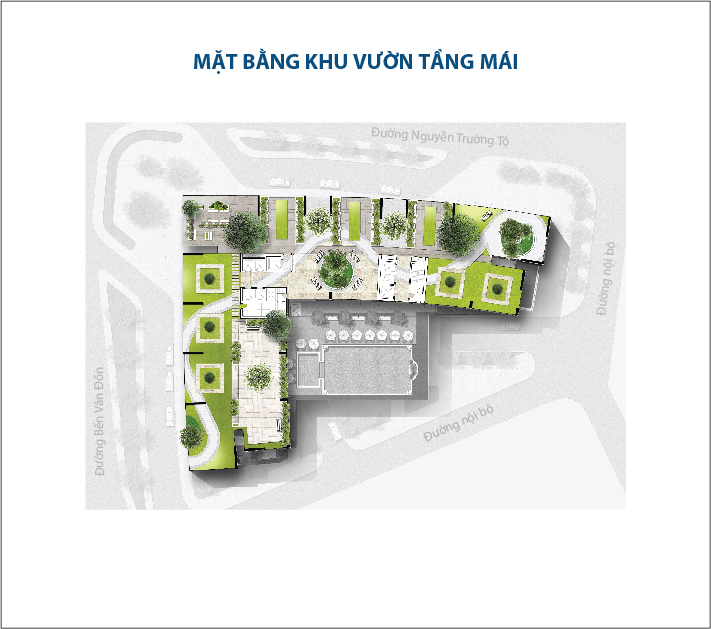 MẶT BẰNG KHU VƯỜN TẦNG MÁI
Đường Nguyễn Trường Tộ
Đường nội bộ
Đường Bến Vân Đồn
Đường nội bộ